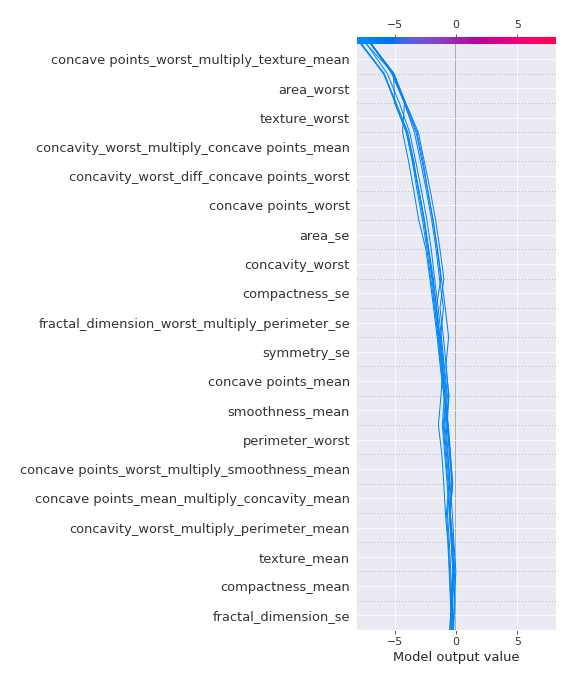 −5 0 5
concave points_worst_multiply_texture_mean
area_worst
texture_worst
concavity_worst_multiply_concave points_mean
concavity_worst_diff_concave points_worst
concave points_worst
area_se
concavity_worst
compactness_se
fractal_dimension_worst_multiply_perimeter_se
symmetry_se
concave points_mean
smoothness_mean
perimeter_worst
concave points_worst_multiply_smoothness_mean
concave points_mean_multiply_concavity_mean
concavity_worst_multiply_perimeter_mean
texture_mean
compactness_mean
fractal_dimension_se
−5 0 5
Model output value